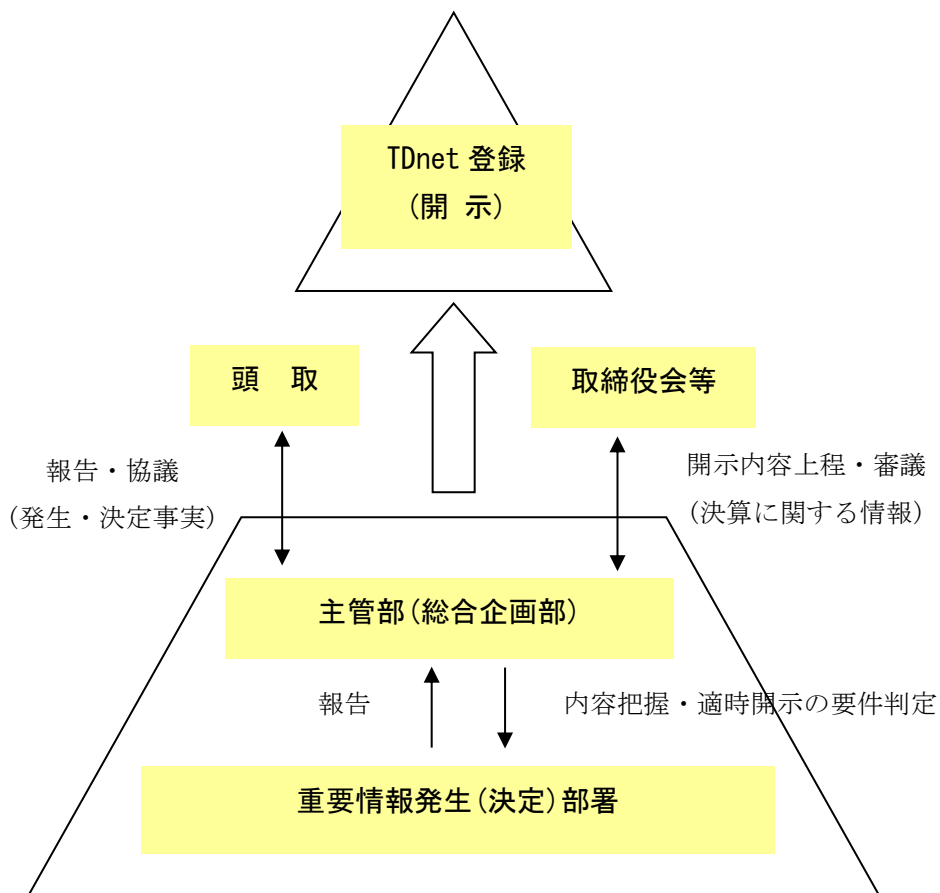 TDnet 登録
(開 示)
頭 取
取締役会等
報告・協議
(発生・決定事実)
開示内容上程・審議
(決算に関する情報)
主管部(総合企画部)
報告
内容把握・適時開示の要件判定
重要情報発生(決定)部署